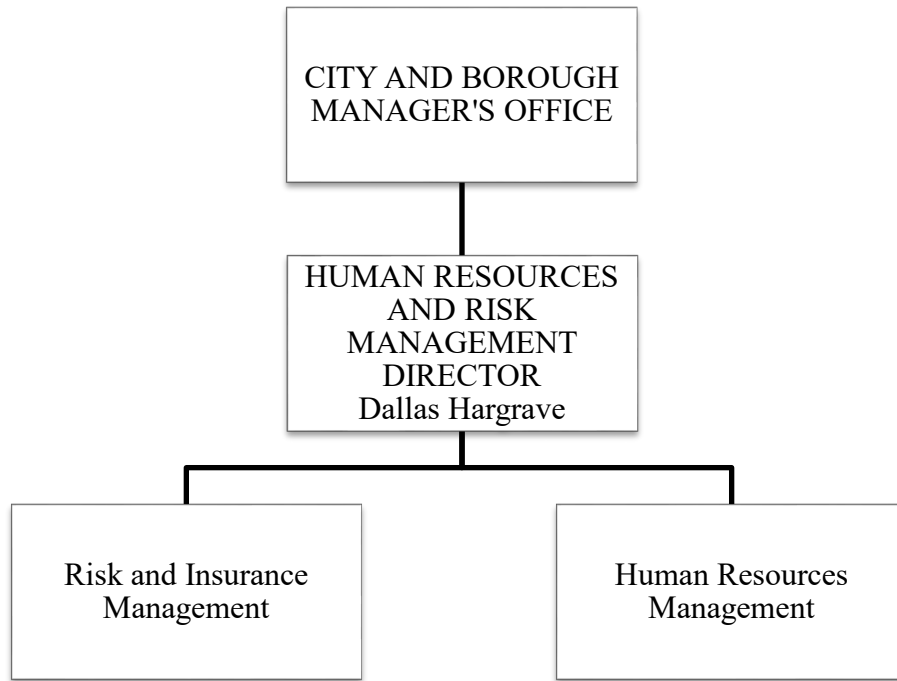 CITY AND BOROUGH
MANAGER'S OFFICE
HUMAN RESOURCES
AND RISK
MANAGEMENT
DIRECTOR
Dallas Hargrave
Risk and Insurance
Management
Human Resources
Management